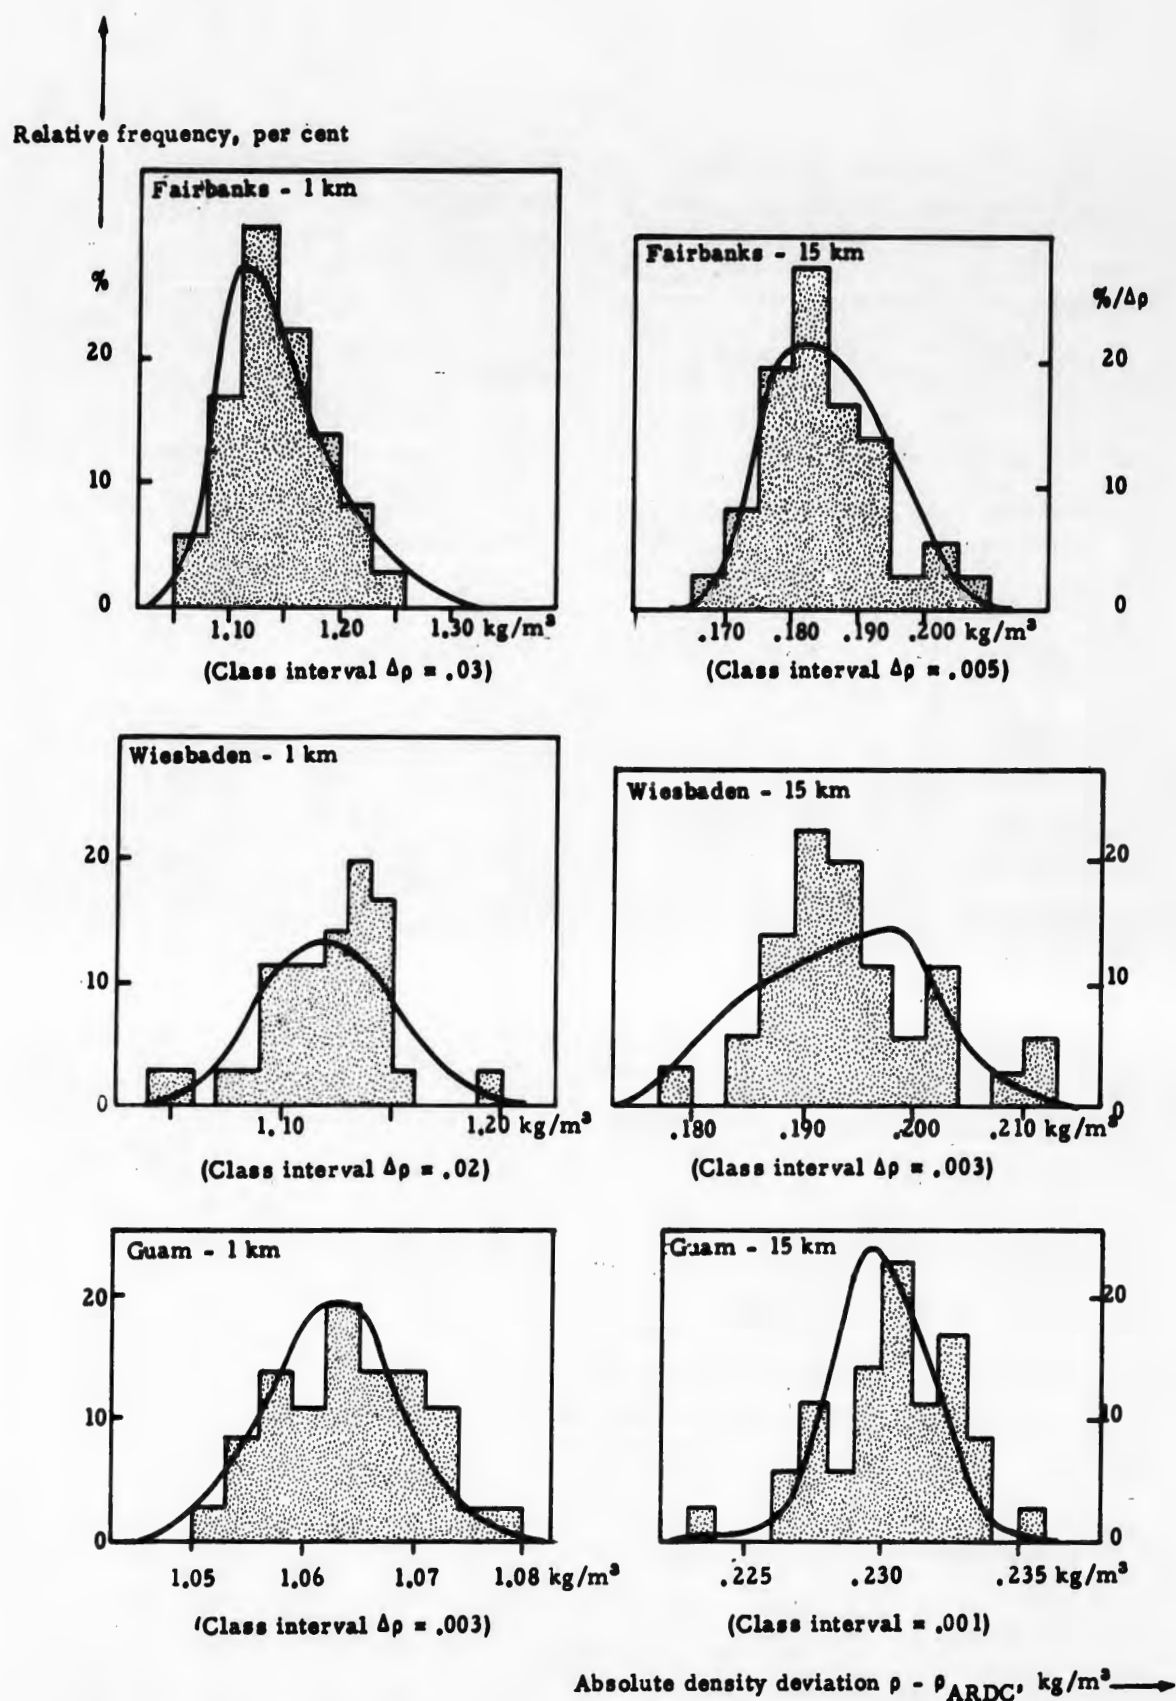 Relative frequency, per cent
Fairbanks - 1 km
%
20
10
0
1.10 1.20 1.30 kg/m³
(Class interval Δρ = .03)
Fairbanks - 15 km
%/Δρ
20
10
0
.170 .180 .190 .200 kg/m³
(Class interval Δρ = .005)
Wiesbaden - 1 km
20
10
0
1.10 1.20 kg/m³
(Class interval Δρ = .02)
Wiesbaden - 15 km
20
10
0
.180 .190 .200 .210 kg/m³
(Class interval Δρ = .003)
Guam - 1 km
20
10
0
1.05 1.06 1.07 1.08 kg/m³
(Class interval Δρ = .003)
Guam - 15 km
20
10
0
.225 .230 .235 kg/m³
(Class interval = .001)
Absolute density deviation ρ - ρARDC, kg/m³